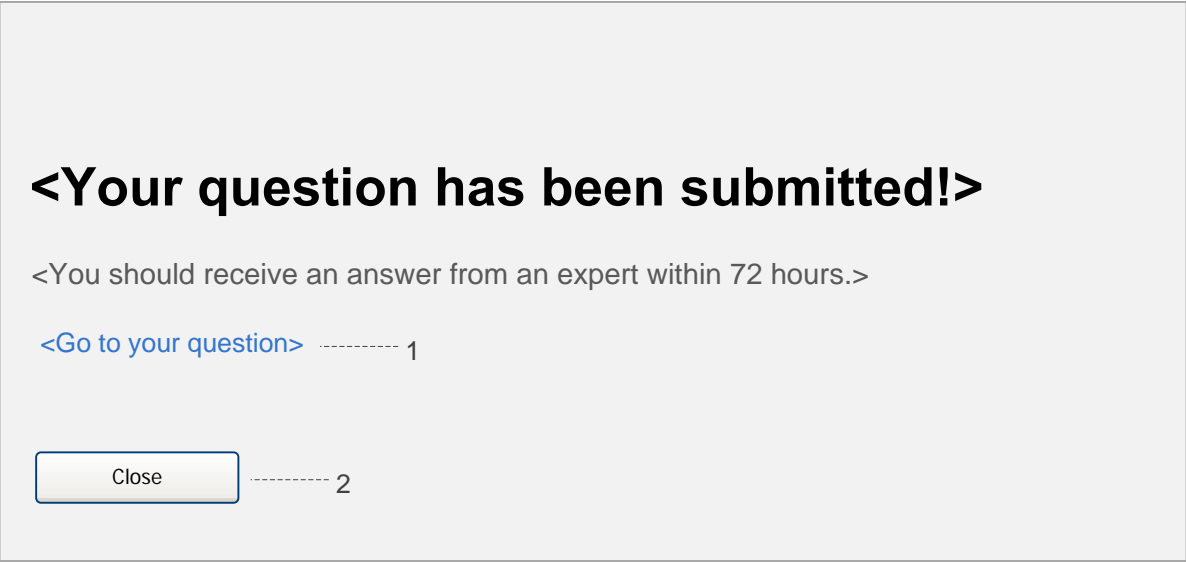 <Your question has been submitted!>
<You should receive an answer from an expert within 72 hours.>
<Go to your question> 1
Close 2